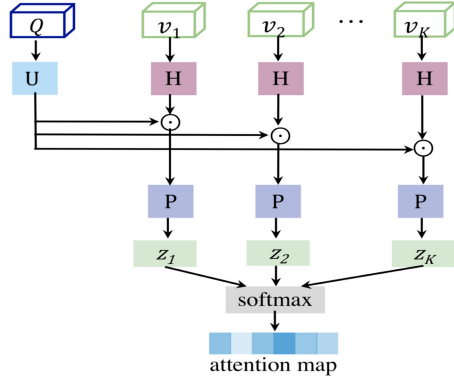 Q v1 v2 ... vK
U H H H
P P P
z1 z2 zK
softmax
attention map